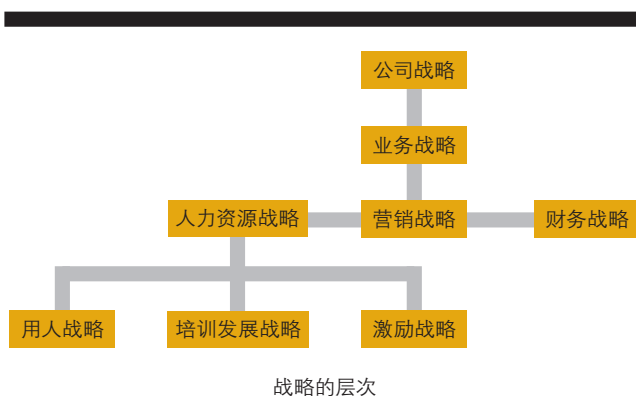 公司战略
业务战略
人力资源战略
营销战略
财务战略
用人战略
培训发展战略
激励战略
战略的层次